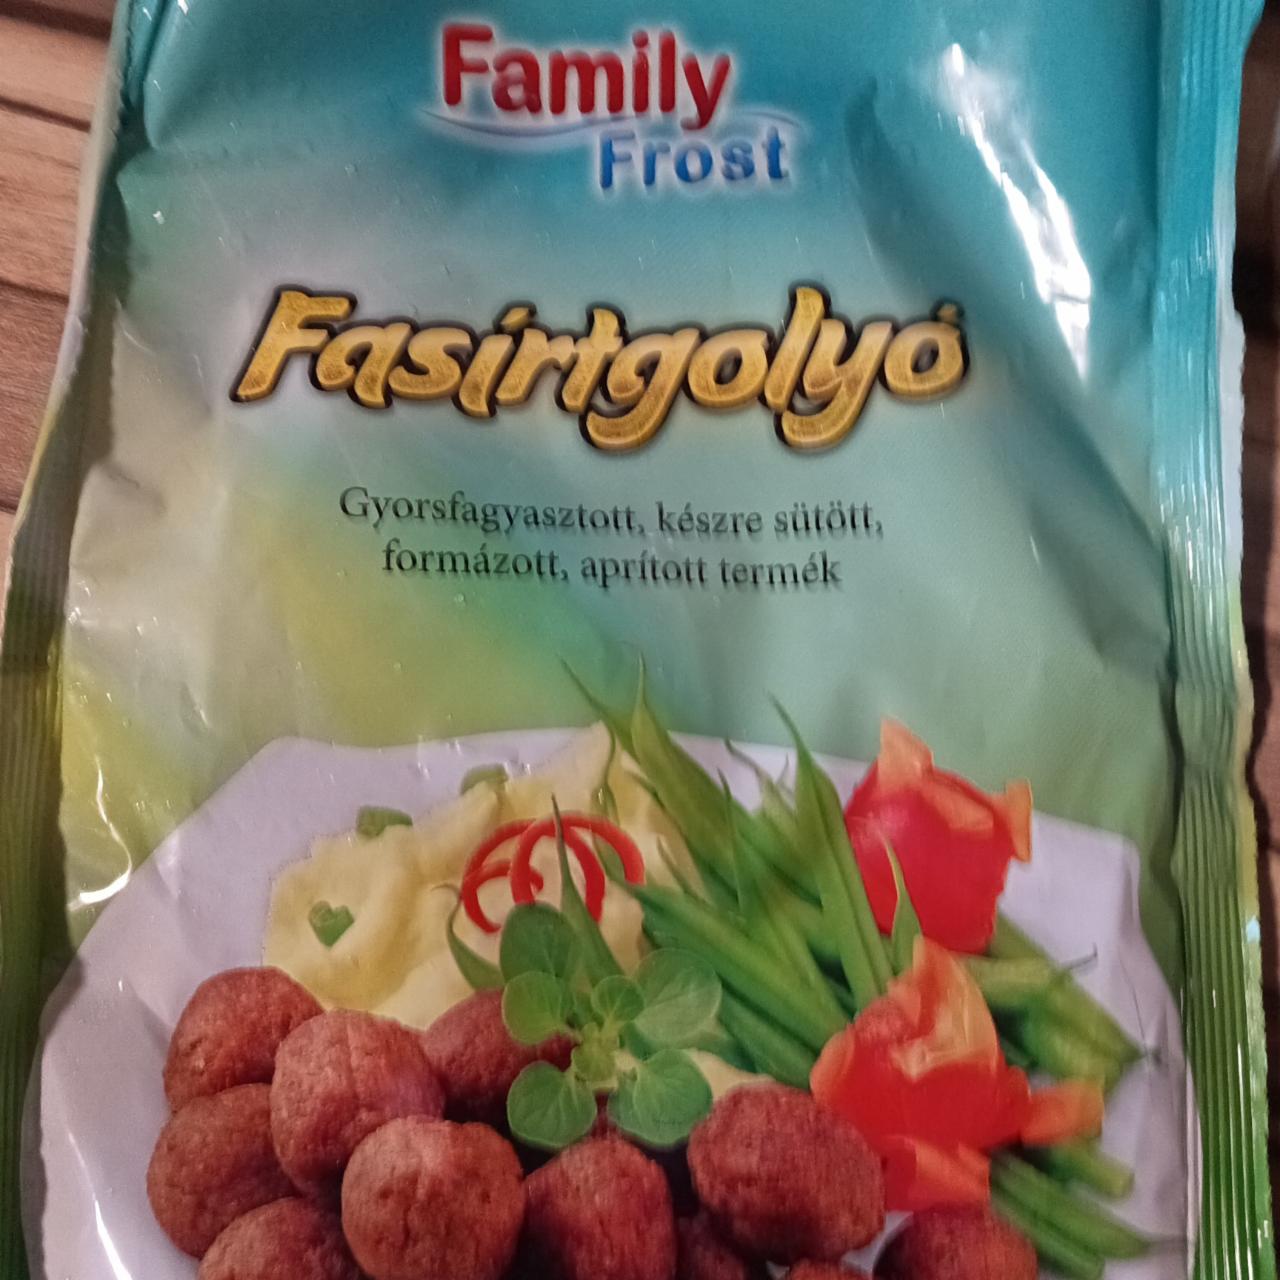 Family
Frost
Fasírtgolyó
Gyorsfagyasztott, készre sütött,
formázott, aprított termék